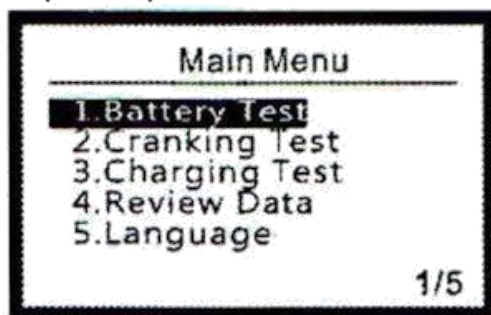 Main Menu
1.Battery Test
2.Cranking Test
3.Charging Test
4.Review Data
5.Language
1/5